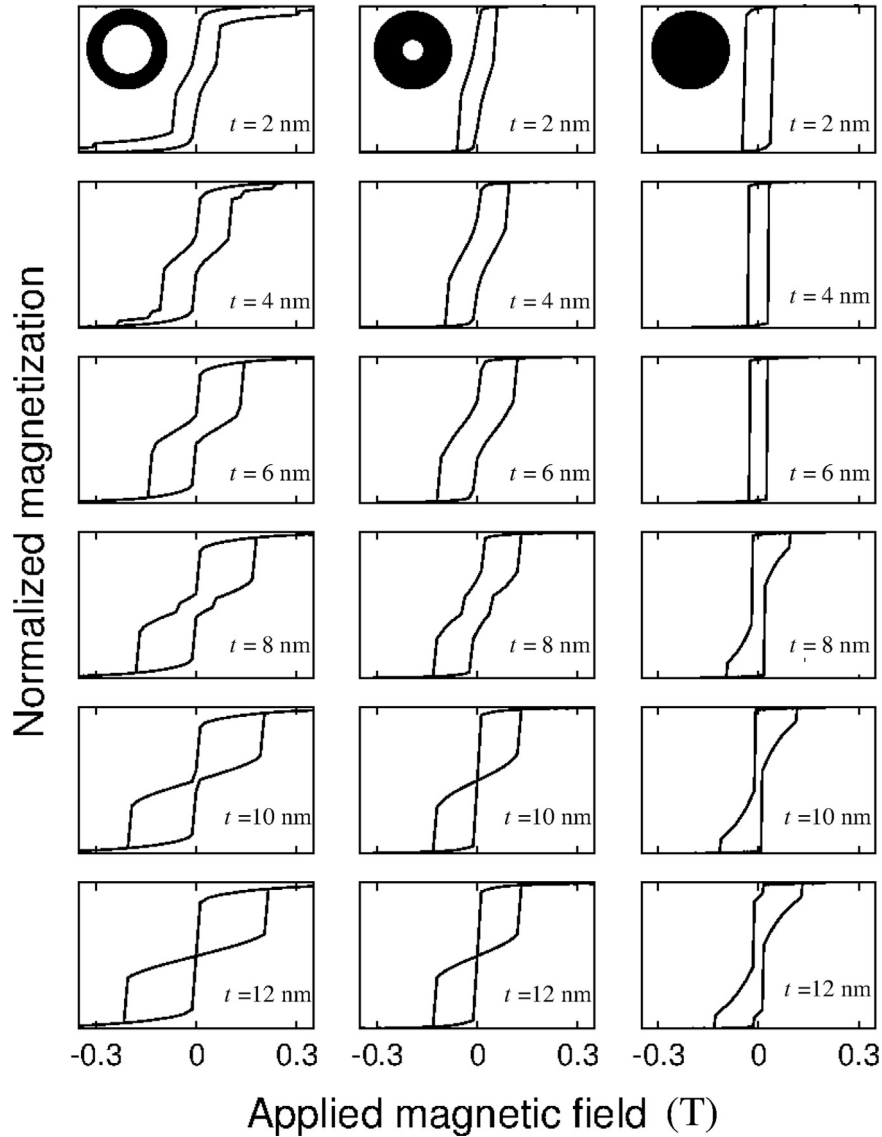 Normalized magnetization
t = 2 nm
t = 2 nm
t = 2 nm
t = 4 nm
t = 4 nm
t = 4 nm
t = 6 nm
t = 6 nm
t = 6 nm
t = 8 nm
t = 8 nm
t = 8 nm
t =10 nm
t =10 nm
t =10 nm
t =12 nm
t =12 nm
t =12 nm
-0.3 0 0.3
-0.3 0 0.3
-0.3 0 0.3
Applied magnetic field (T)